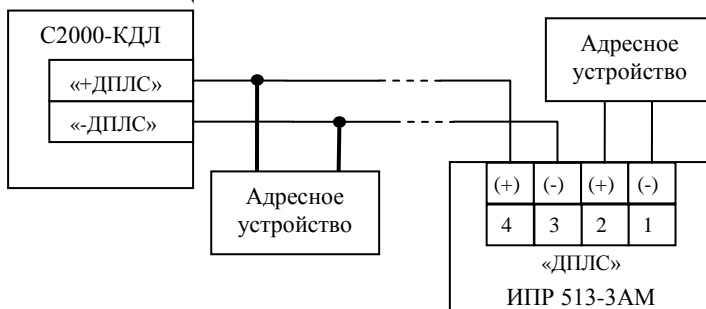 С2000-КДЛ
«+ДПЛС»
«-ДПЛС»
Адресное
устройство
Адресное
устройство
(+) (-) (+) (-)
4 3 2 1
«ДПЛС»
ИПР 513-3АМ